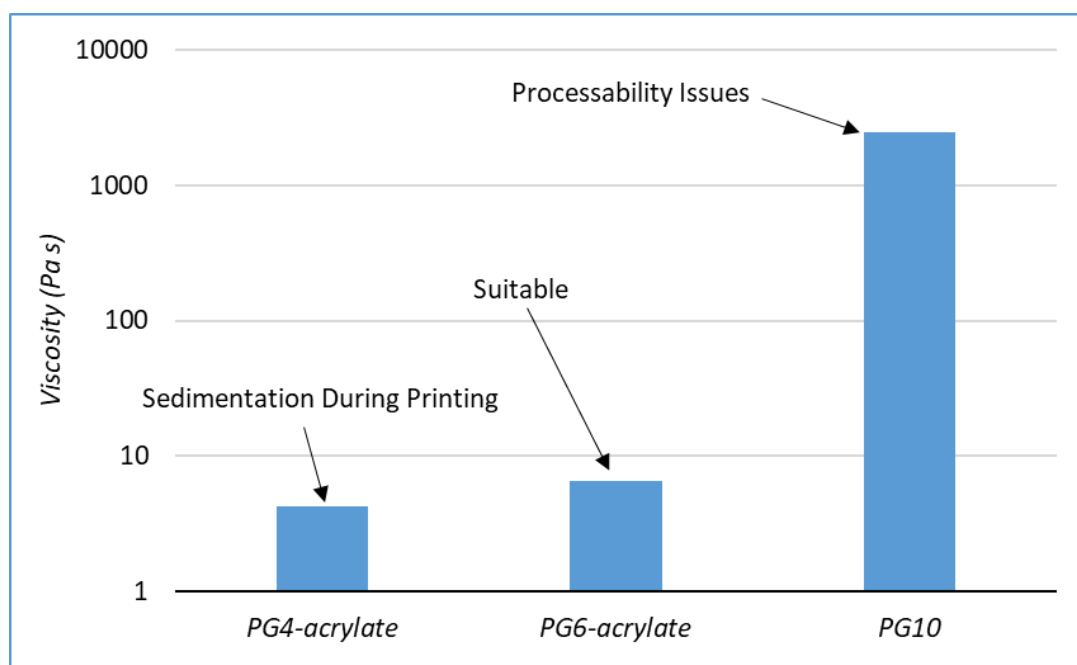 10000
Processability Issues
1000
Viscosity (Pa s)
100
Suitable
Sedimentation During Printing
10
1
PG4-acrylate
PG6-acrylate
PG10